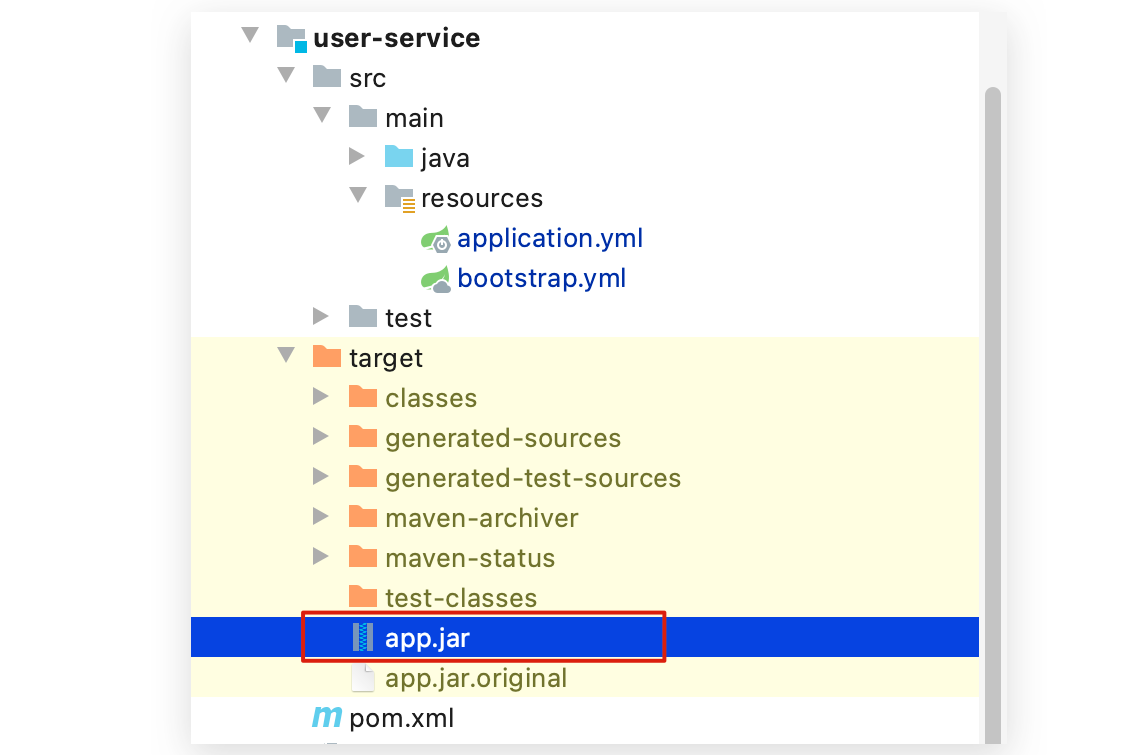 user-service
src
main
java
resources
application.yml
bootstrap.yml
test
target
classes
generated-sources
generated-test-sources
maven-archiver
maven-status
test-classes
app.jar
app.jar.original
m pom.xml